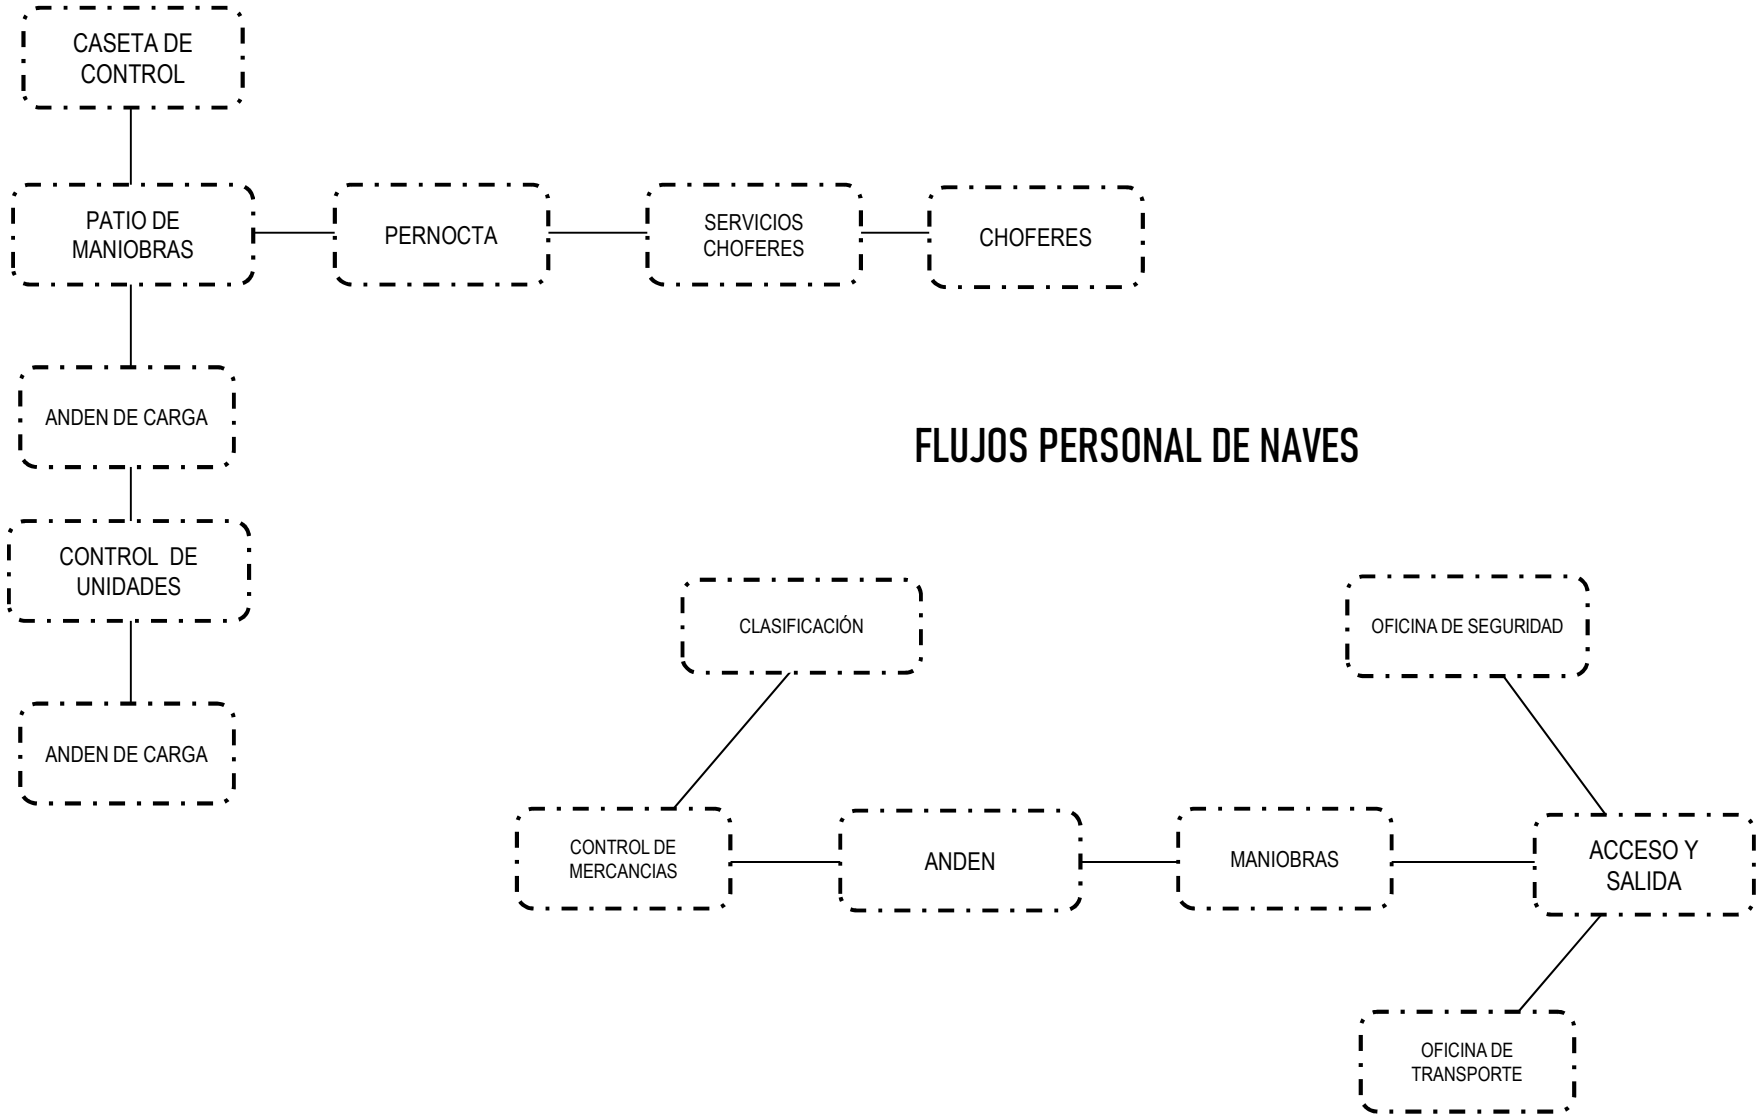 CASETA DE
CONTROL
PATIO DE
MANIOBRAS
PERNOCTA
SERVICIOS
CHOFERES
CHOFERES
ANDEN DE CARGA
FLUJOS PERSONAL DE NAVES
CONTROL DE
UNIDADES
CLASIFICACIÓN
OFICINA DE SEGURIDAD
ANDEN DE CARGA
CONTROL DE
MERCANCIAS
ANDEN
MANIOBRAS
ACCESO Y
SALIDA
OFICINA DE
TRANSPORTE